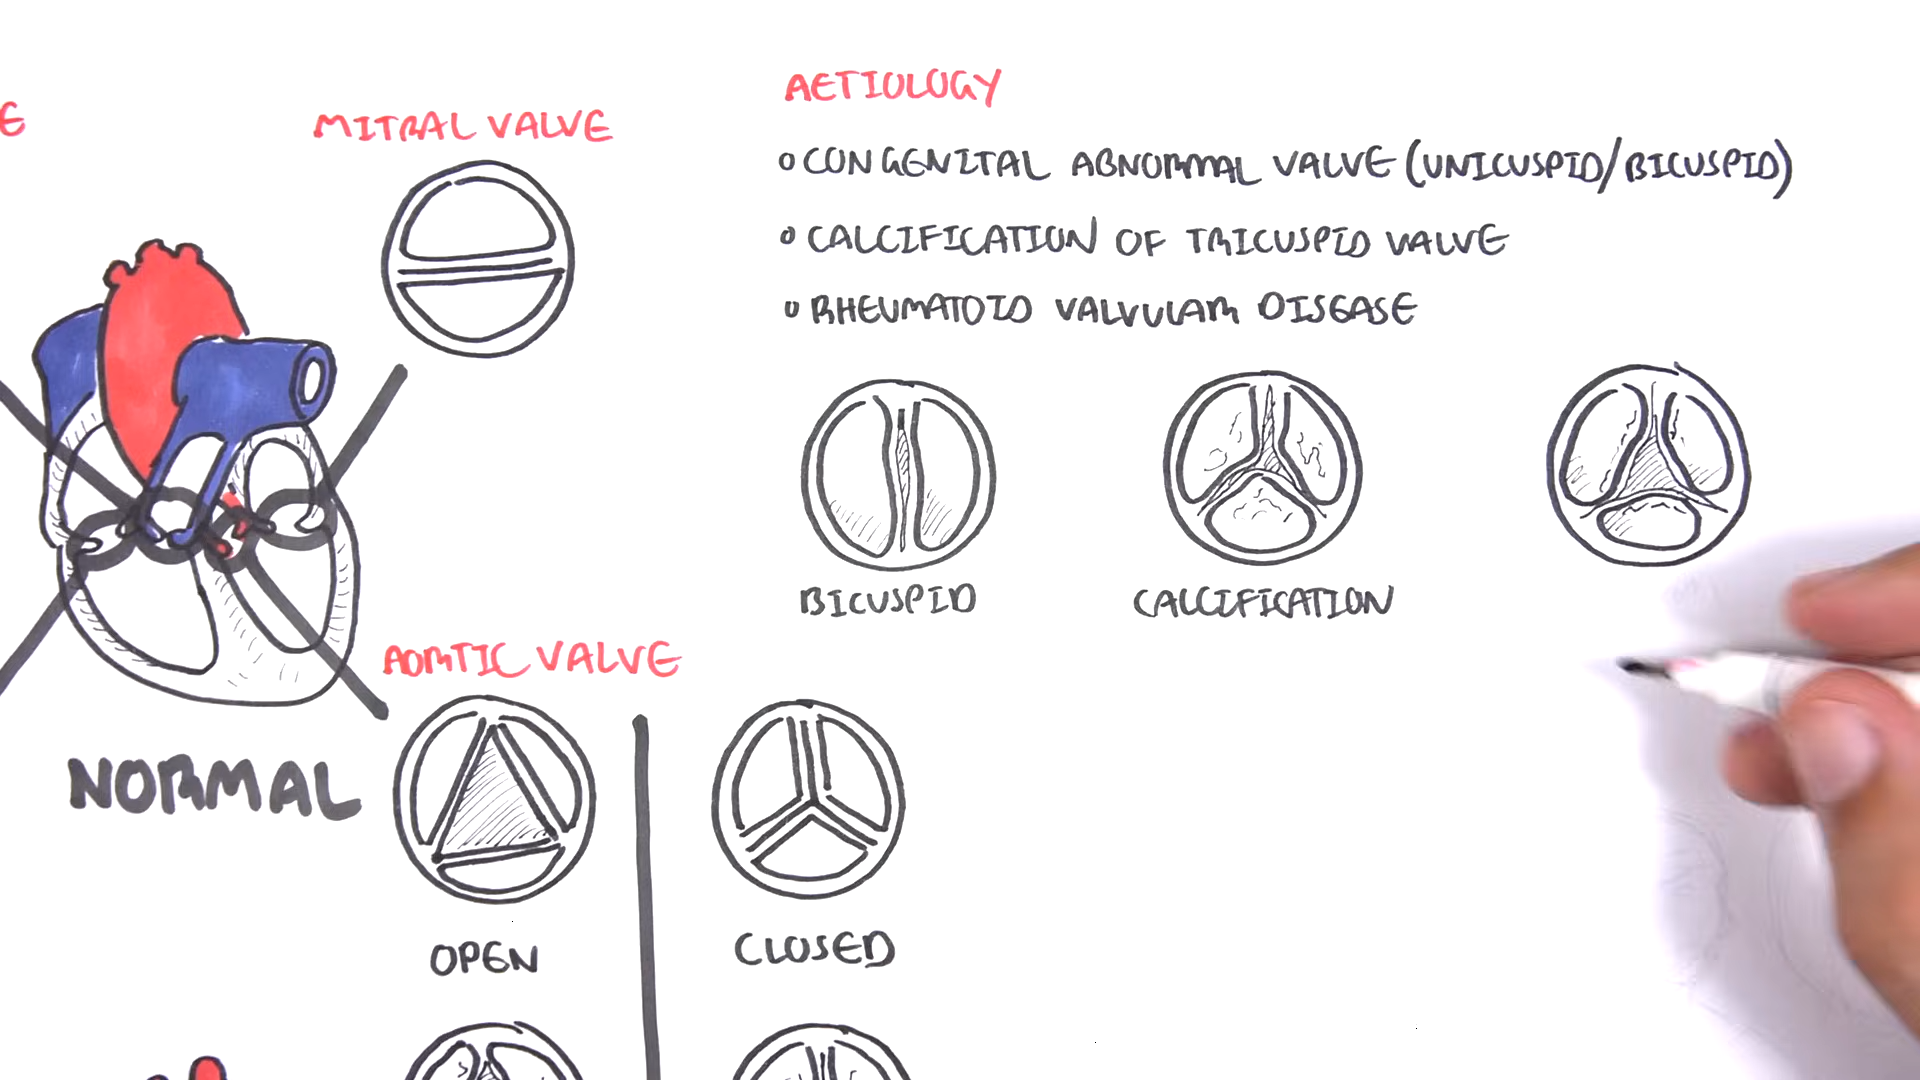 E
MITRAL VALVE
AETIOLOGY
CONGENITAL ABNORMAL VALVE (UNICUSPID/BICUSPID)
CALCIFICATION OF TRICUSPID VALVE
RHEUMATOID VALVULAR DISEASE
BICUSPID
CALCIFICATION
AORTIC VALVE
NORMAL
OPEN
CLOSED